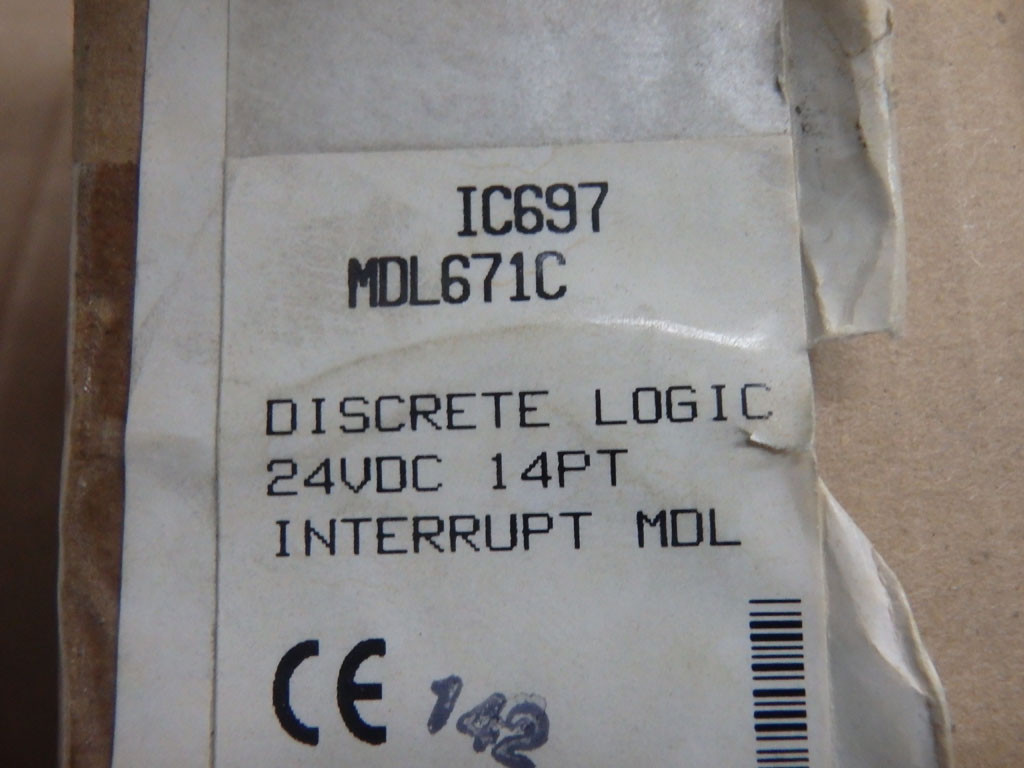 IC697
MDL671C
DISCRETE LOGIC
24VDC 14PT
INTERRUPT MDL
CE
142